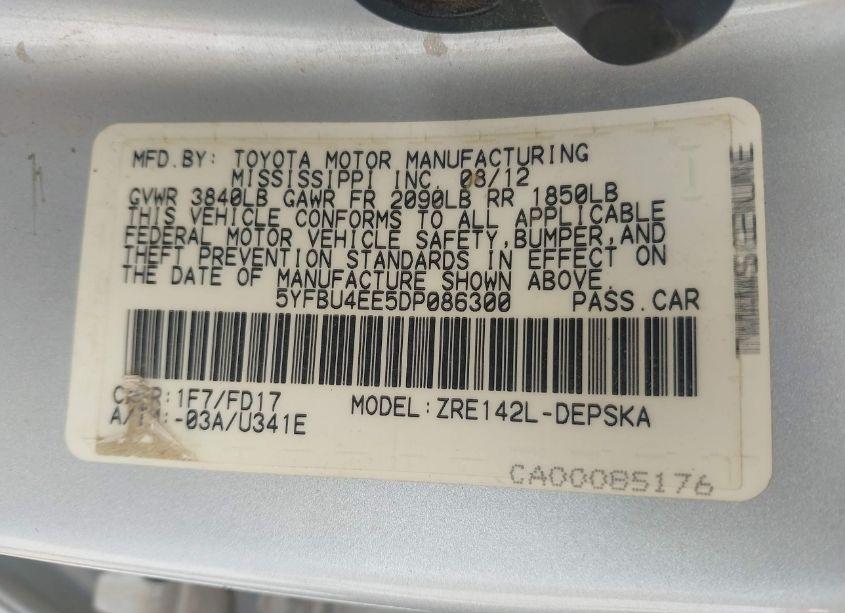 MFD.BY: TOYOTA MOTOR MANUFACTURING
MISSISSIPPI INC. 08/12
GVWR 3840LB GAWR FR 2090LB RR 1850LB
THIS VEHICLE CONFORMS TO ALL APPLICABLE
FEDERAL MOTOR VEHICLE SAFETY,BUMPER,AND
THEFT PREVENTION STANDARDS IN EFFECT ON
THE DATE OF MANUFACTURE SHOWN ABOVE.
5YFBU4EE5DP086300 PASS.CAR
1F7/FD17 MODEL:ZRE142L-DEPSKA
-03A/U341E
CA00085176